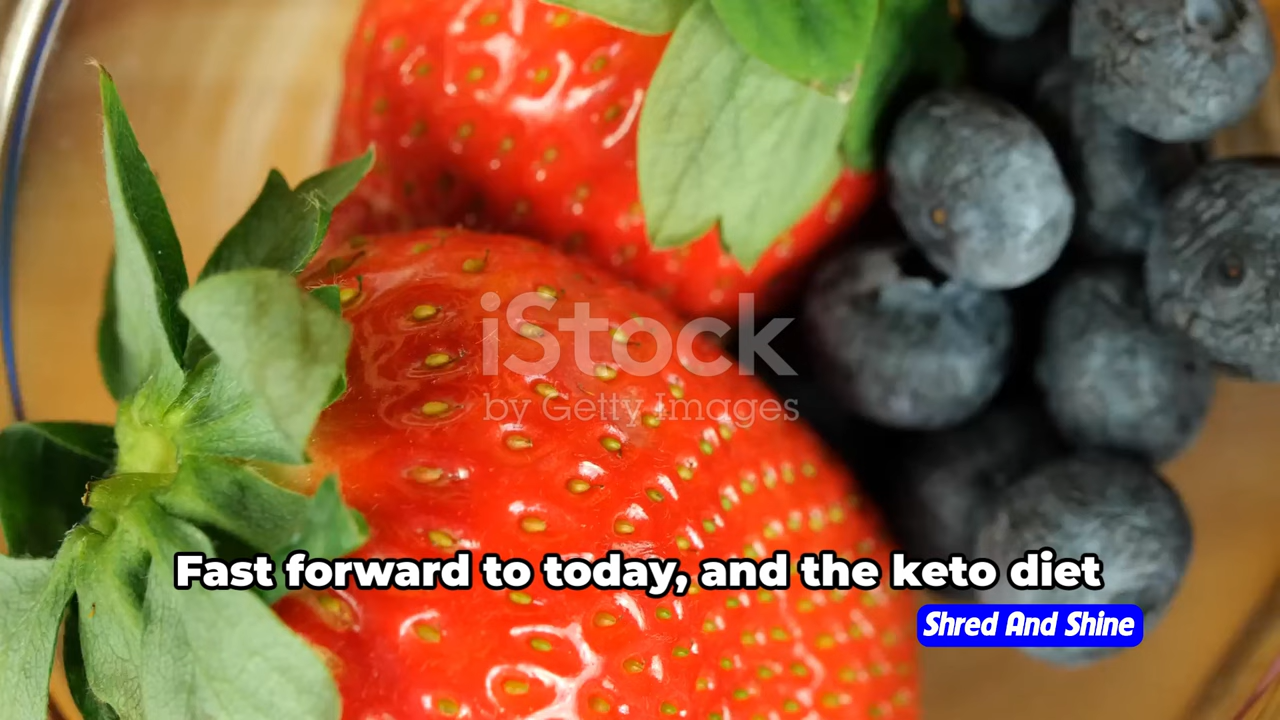 iStock
by Getty Images
Fast forward to today, and the keto diet
Shred And Shine